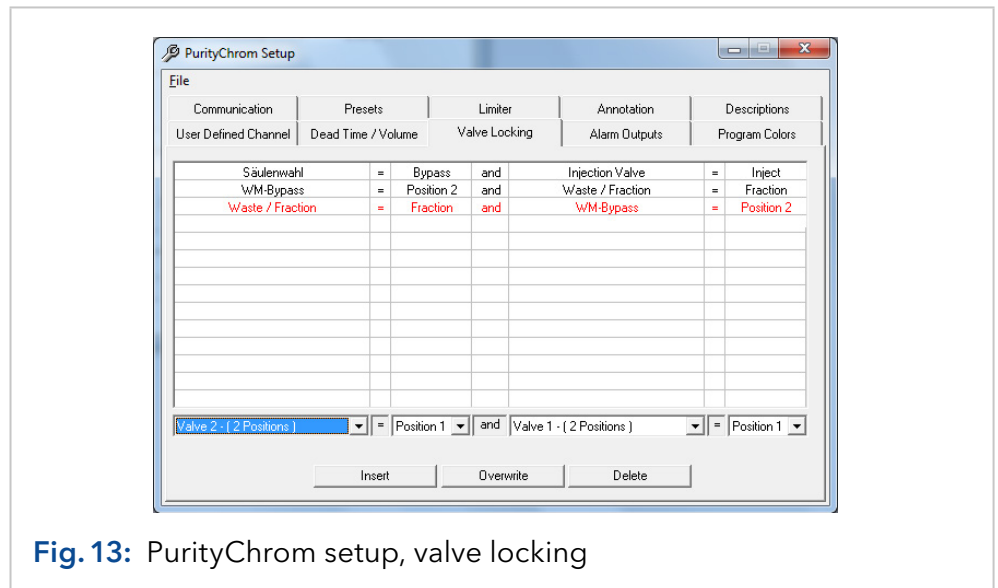 PurityChrom Setup
File
Communication Presets Limiter Annotation Descriptions
User Defined Channel Dead Time / Volume Valve Locking Alarm Outputs Program Colors
Säulenwahl = Bypass and Injection Valve = Inject
WM-Bypass = Position 2 and Waste / Fraction = Fraction
Waste / Fraction = Fraction and WM-Bypass = Position 2
Valve 2 - ( 2 Positions ) = Position 1 and Valve 1 - ( 2 Positions ) = Position 1
Insert Overwrite Delete
Fig. 13: PurityChrom setup, valve locking